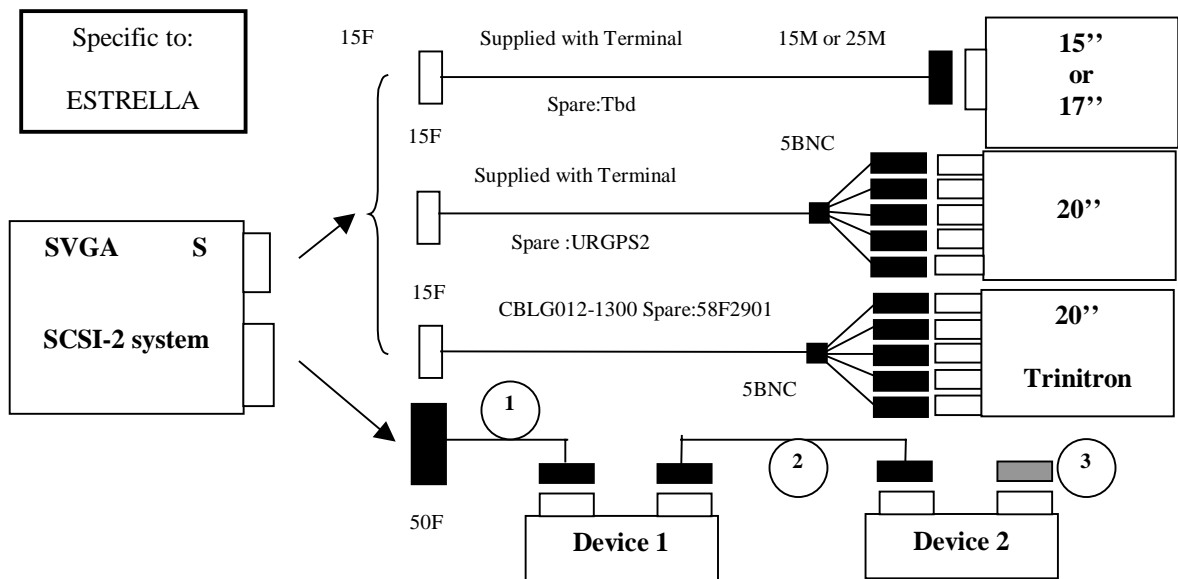 Specific to:
ESTRELLA
15F
Supplied with Terminal
15M or 25M
Spare:Tbd
15’’
or
17’’
15F
Supplied with Terminal
5BNC
Spare :URGPS2
20’’
SVGA S
SCSI-2 system
15F
CBLG012-1300 Spare:58F2901
5BNC
20’’
Trinitron
1
2
3
50F
Device 1
Device 2